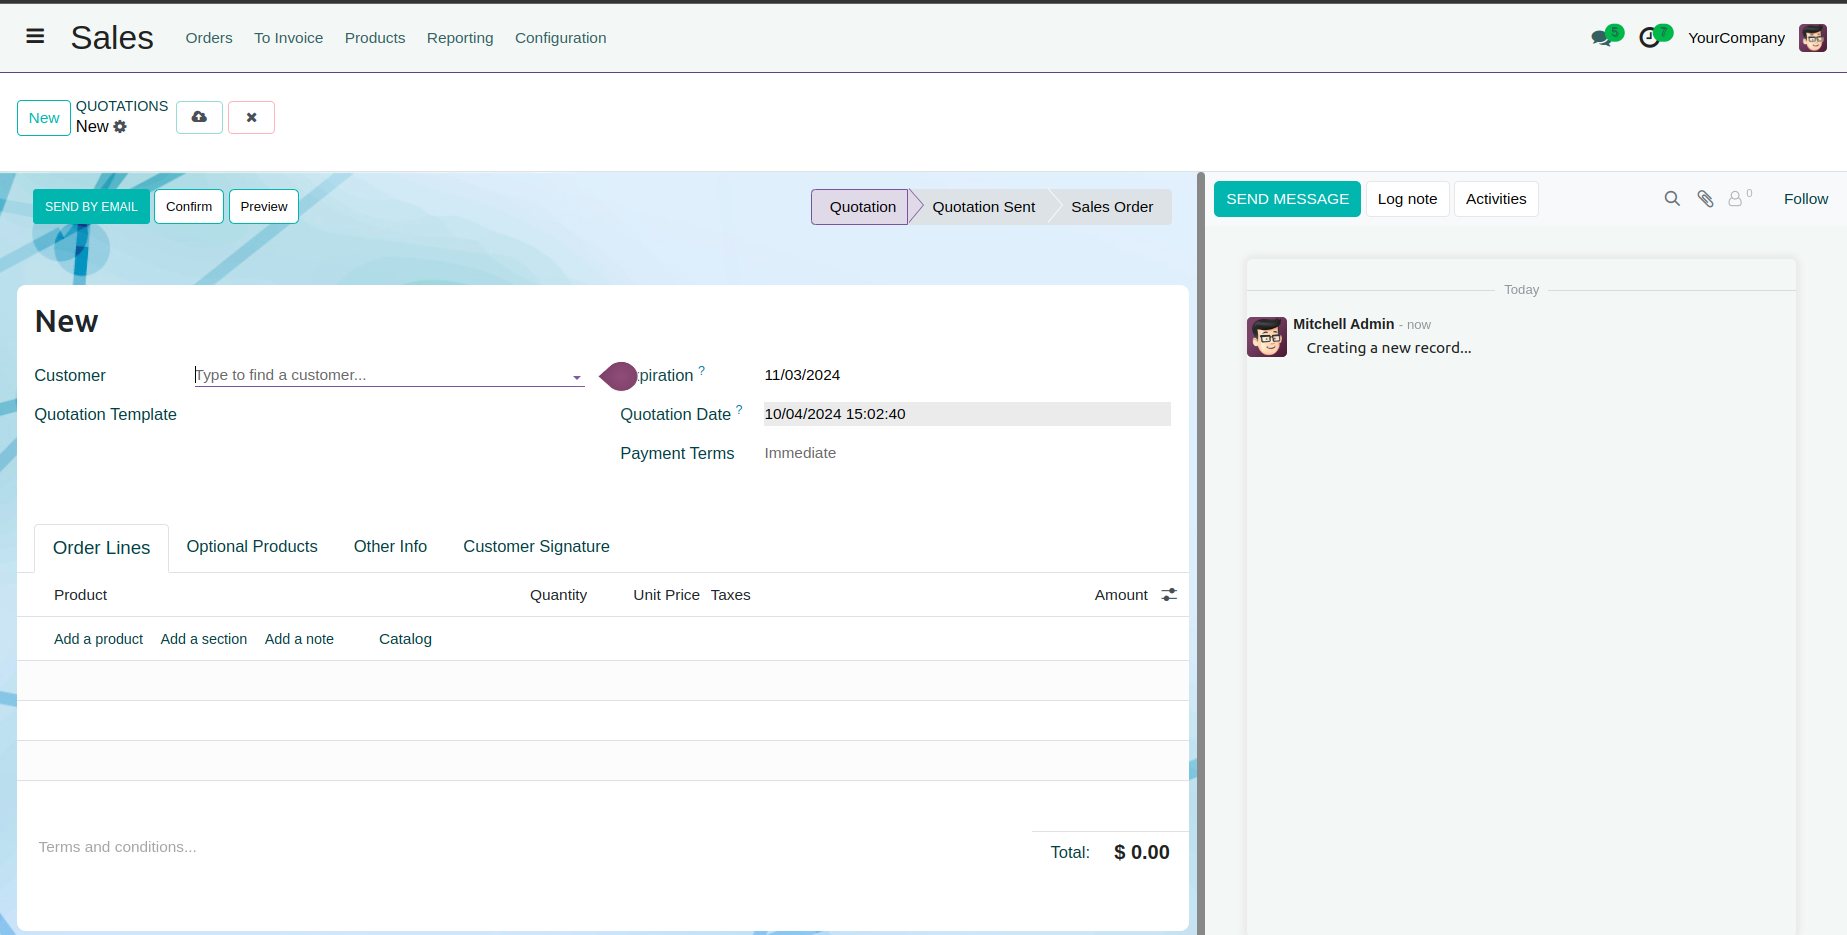 Sales Orders To Invoice Products Reporting Configuration 5 7 YourCompany
New QUOTATIONS
New
SEND BY EMAIL Confirm Preview Quotation Quotation Sent Sales Order
SEND MESSAGE Log note Activities 0 Follow
New
Customer Type to find a customer... piration ? 11/03/2024
Quotation Template Quotation Date ? 10/04/2024 15:02:40
Payment Terms Immediate
Order Lines Optional Products Other Info Customer Signature
Product Quantity Unit Price Taxes Amount
Add a product Add a section Add a note Catalog
Terms and conditions...
Total: $ 0.00
Today
Mitchell Admin - now
Creating a new record...